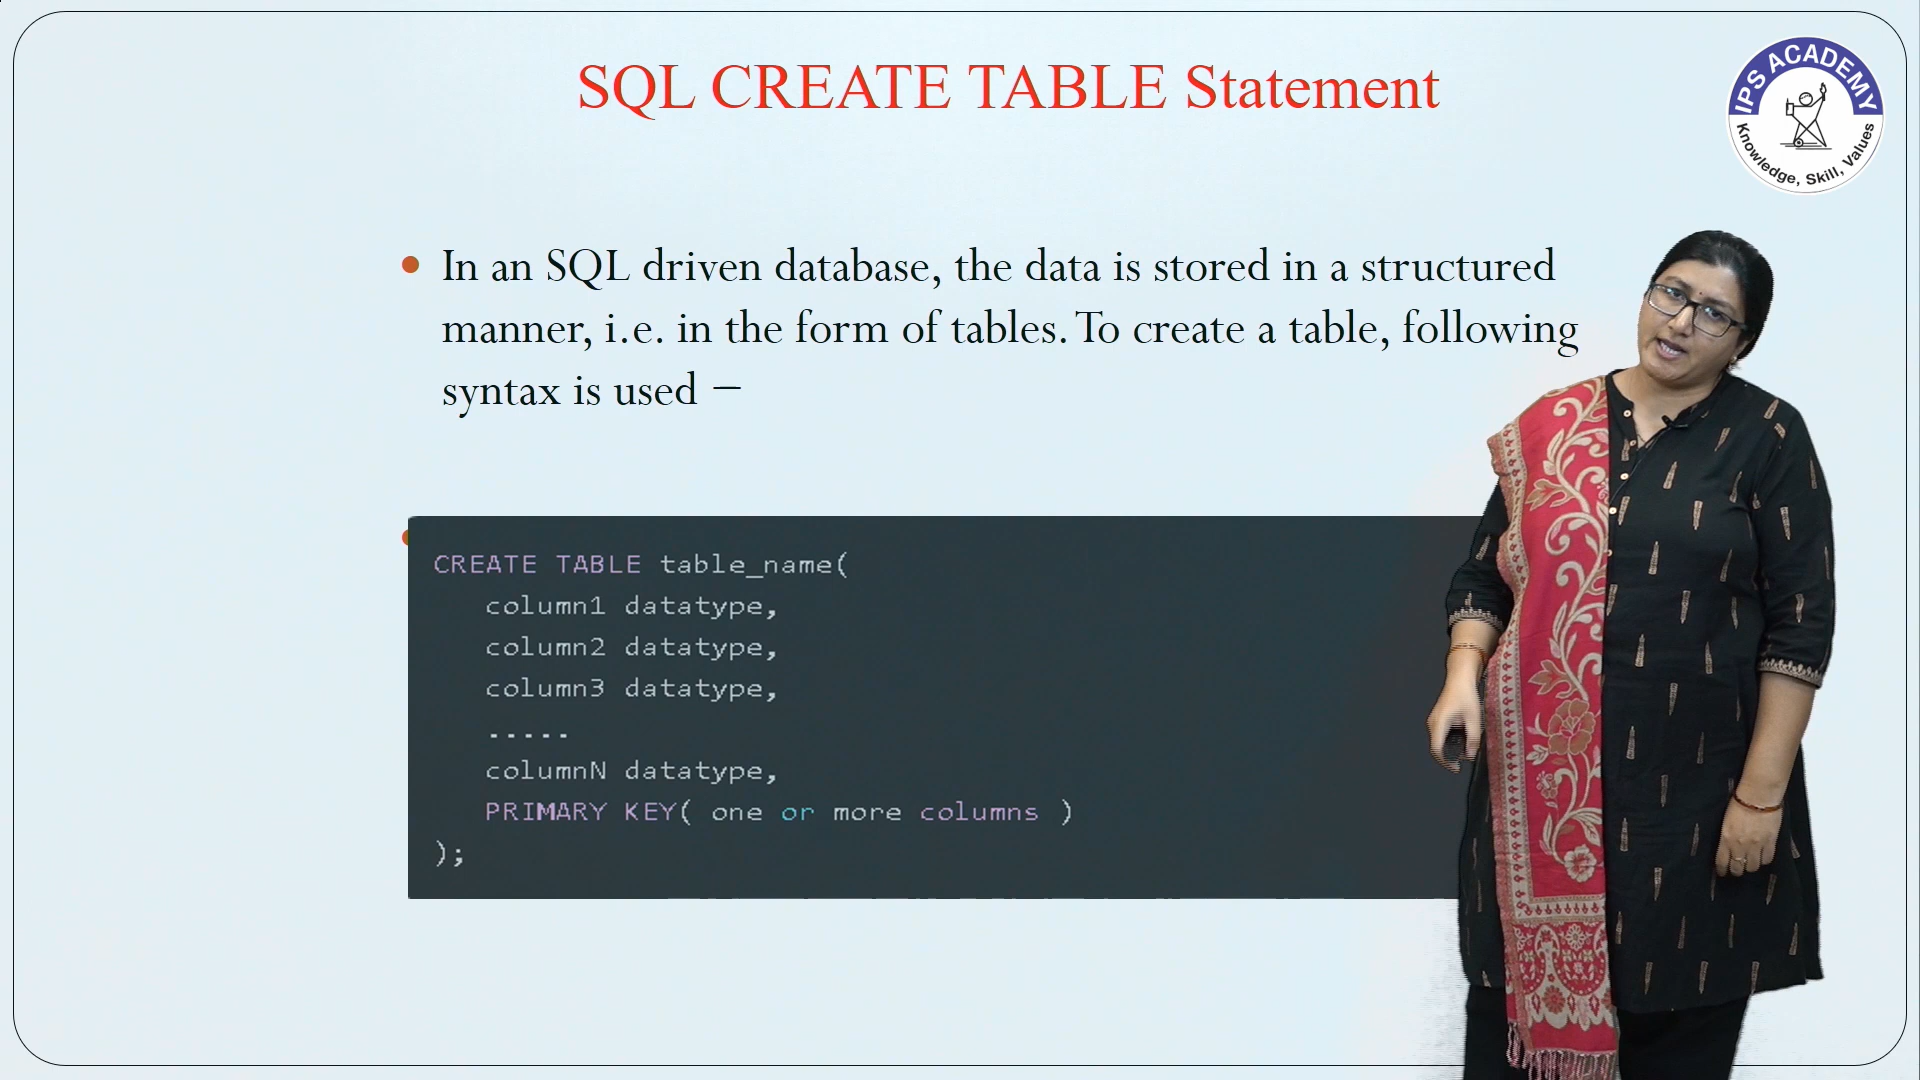 SQL CREATE TABLE Statement
IPS ACADEMY
Knowledge, Skill, Values
In an SQL driven database, the data is stored in a structured
manner, i.e. in the form of tables. To create a table, following
syntax is used –
CREATE TABLE table_name(
column1 datatype,
column2 datatype,
column3 datatype,
.....
columnN datatype,
PRIMARY KEY( one or more columns )
);